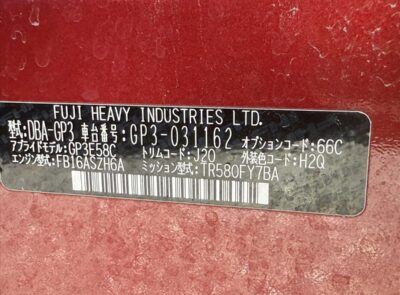 FUJI HEAVY INDUSTRIES LTD.
型式:DBA-GP3 車台番号:GP3-031162 オプションコード:66C
アプライドモデル:GP3E58C トリムコード:J20 外装色コード:H2Q
エンジン型式:FB16ASZH6A ミッション型式:TR580FY7BA